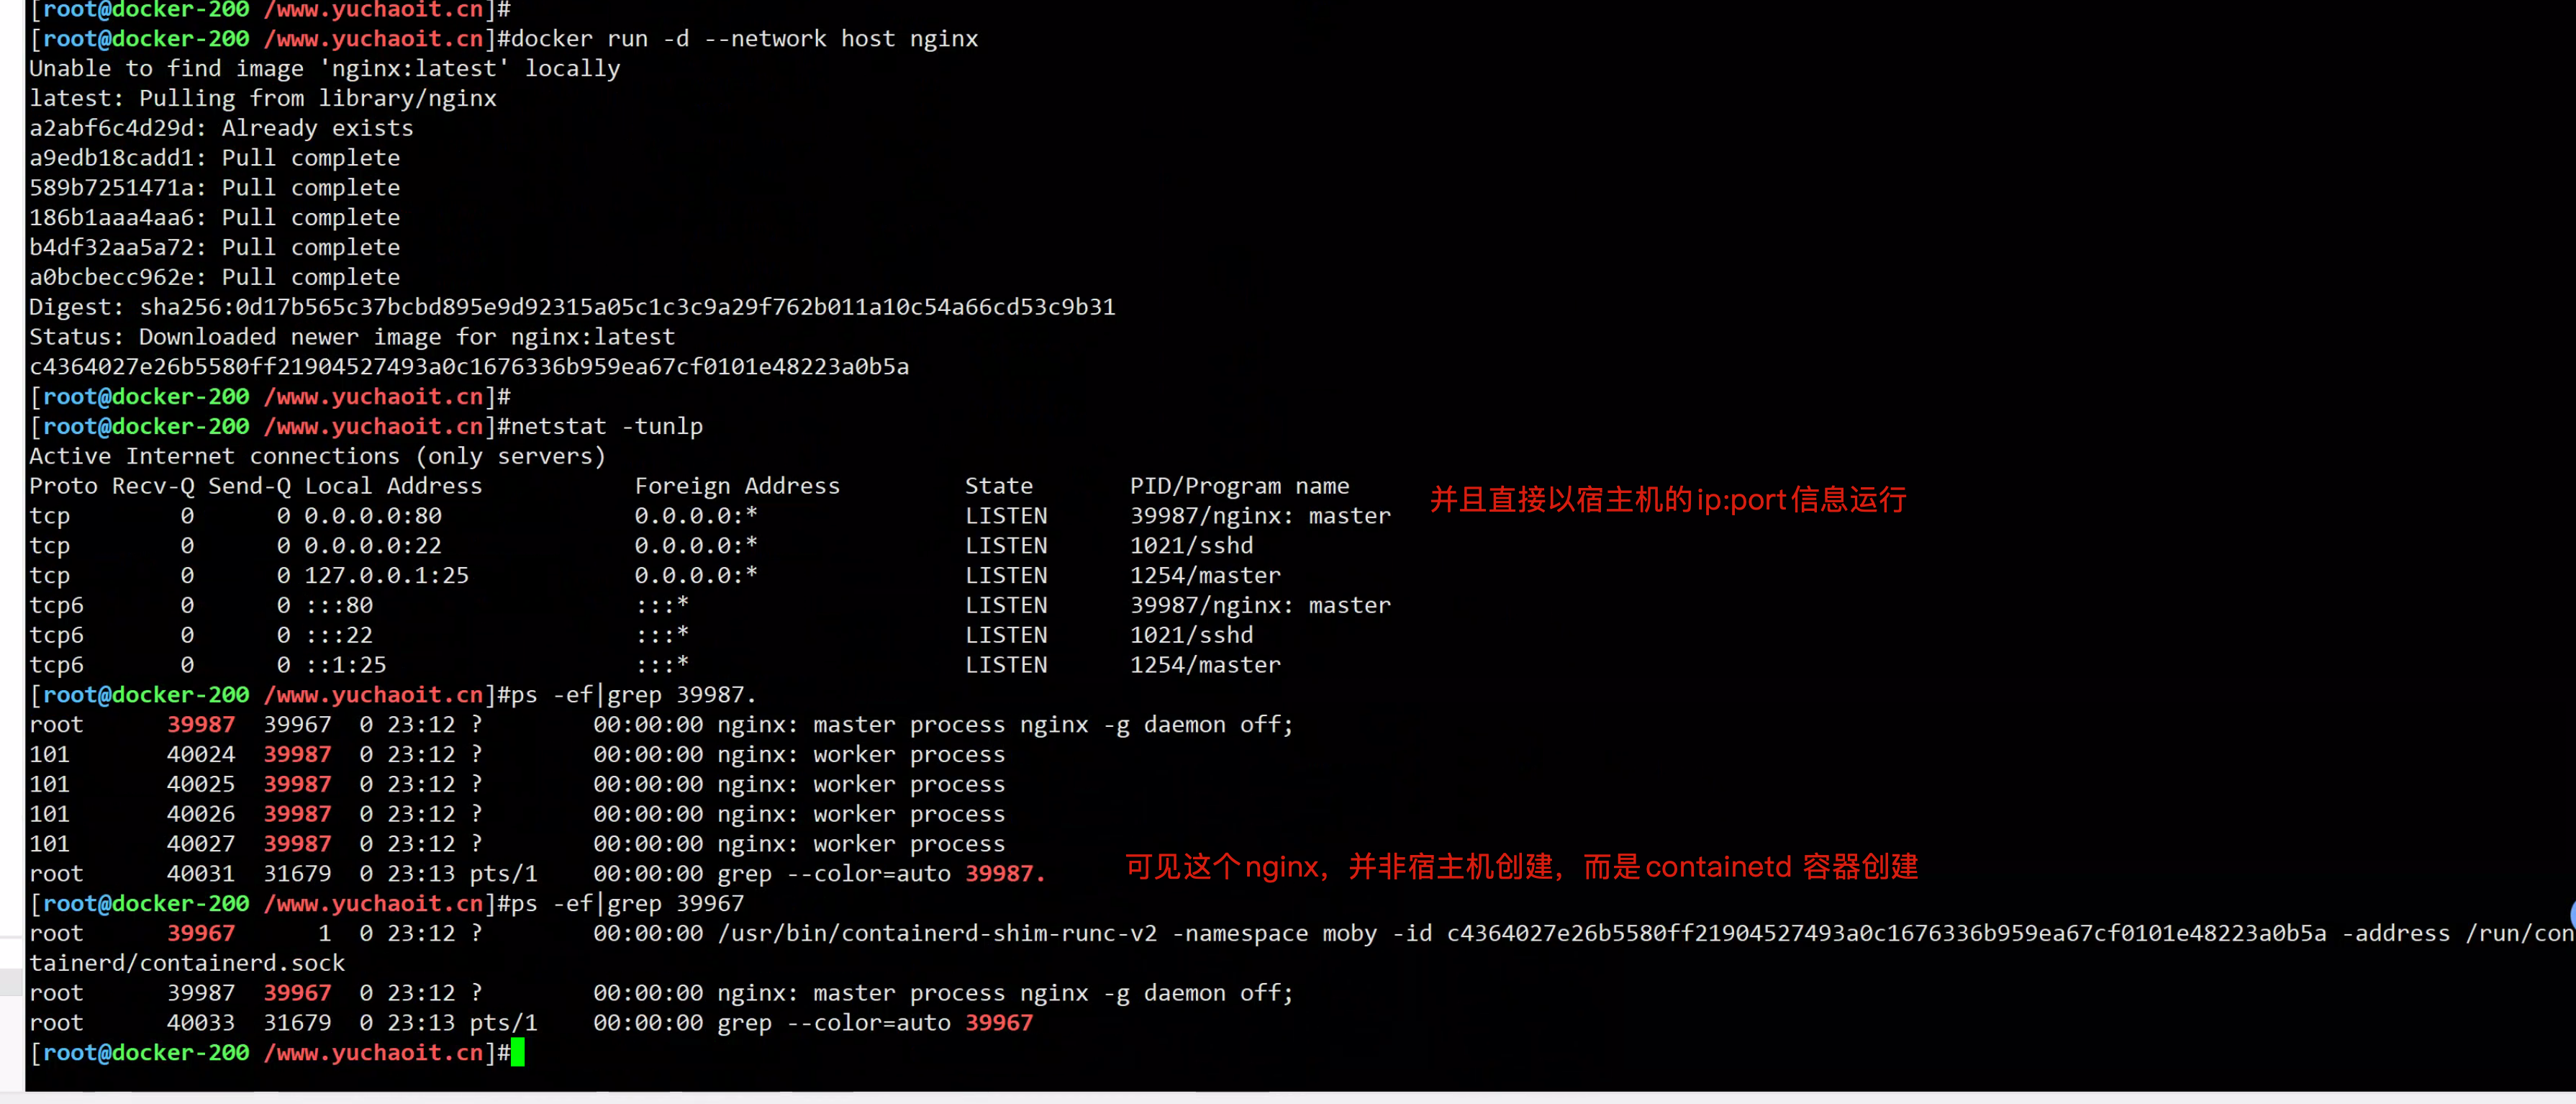 [root@docker-200 /www.yuchaoit.cn]#
[root@docker-200 /www.yuchaoit.cn]#docker run -d --network host nginx
Unable to find image 'nginx:latest' locally
latest: Pulling from library/nginx
a2abf6c4d29d: Already exists
a9edb18cadd1: Pull complete
589b7251471a: Pull complete
186b1aaa4aa6: Pull complete
b4df32aa5a72: Pull complete
a0bcbecc962e: Pull complete
Digest: sha256:0d17b565c37bcbd895e9d92315a05c1c3c9a29f762b011a10c54a66cd53c9b31
Status: Downloaded newer image for nginx:latest
c4364027e26b5580ff21904527493a0c1676336b959ea67cf0101e48223a0b5a
[root@docker-200 /www.yuchaoit.cn]#
[root@docker-200 /www.yuchaoit.cn]#netstat -tunlp
Active Internet connections (only servers)
Proto Recv-Q Send-Q Local Address           Foreign Address         State       PID/Program name
并且直接以宿主机的ip:port信息运行
tcp        0      0 0.0.0.0:80              0.0.0.0:*               LISTEN      39987/nginx: master
tcp        0      0 0.0.0.0:22              0.0.0.0:*               LISTEN      1021/sshd
tcp        0      0 127.0.0.1:25            0.0.0.0:*               LISTEN      1254/master
tcp6       0      0 :::80                   :::*                    LISTEN      39987/nginx: master
tcp6       0      0 :::22                   :::*                    LISTEN      1021/sshd
tcp6       0      0 ::1:25                  :::*                    LISTEN      1254/master
[root@docker-200 /www.yuchaoit.cn]#ps -ef|grep 39987.
root      39987  39967  0 23:12 ?        00:00:00 nginx: master process nginx -g daemon off;
101       40024  39987  0 23:12 ?        00:00:00 nginx: worker process
101       40025  39987  0 23:12 ?        00:00:00 nginx: worker process
101       40026  39987  0 23:12 ?        00:00:00 nginx: worker process
101       40027  39987  0 23:12 ?        00:00:00 nginx: worker process
root      40031  31679  0 23:13 pts/1    00:00:00 grep --color=auto 39987.
可见这个nginx，并非宿主机创建，而是containetd 容器创建
[root@docker-200 /www.yuchaoit.cn]#ps -ef|grep 39967
root      39967      1  0 23:12 ?        00:00:00 /usr/bin/containerd-shim-runc-v2 -namespace moby -id c4364027e26b5580ff21904527493a0c1676336b959ea67cf0101e48223a0b5a -address /run/con
tainerd/containerd.sock
root      39987  39967  0 23:12 ?        00:00:00 nginx: master process nginx -g daemon off;
root      40033  31679  0 23:13 pts/1    00:00:00 grep --color=auto 39967
[root@docker-200 /www.yuchaoit.cn]#